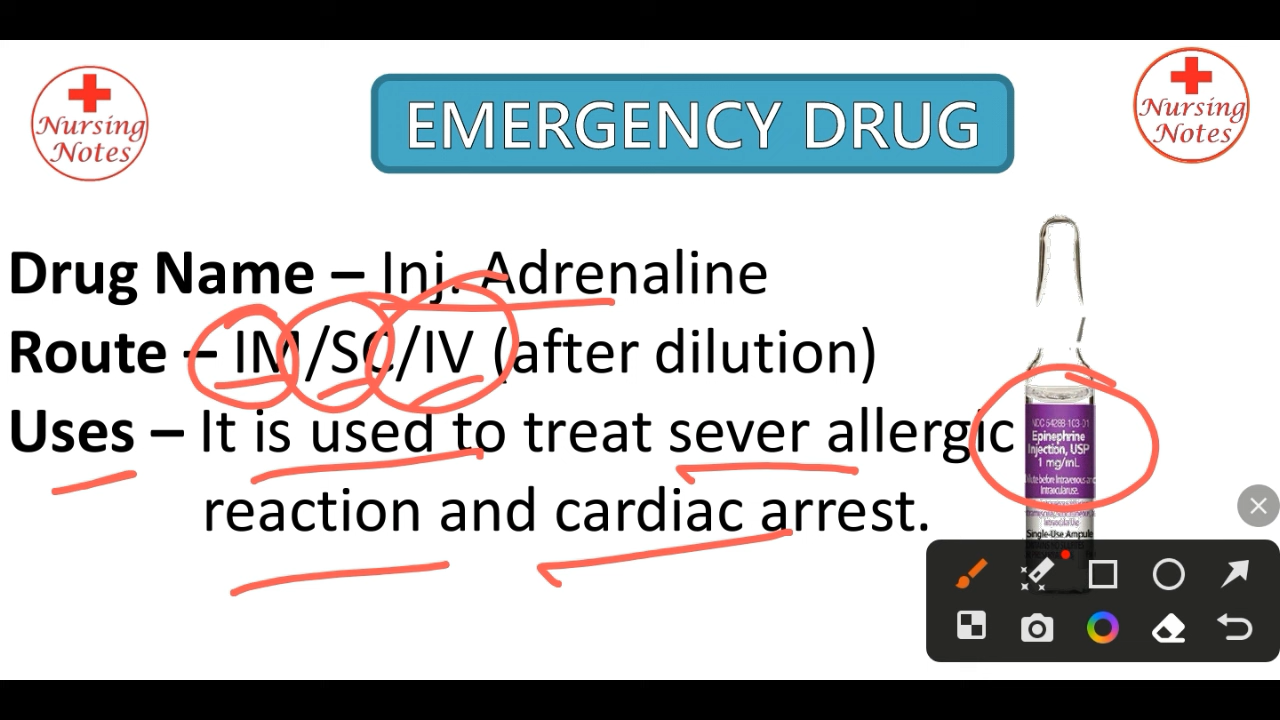 Nursing
Notes
EMERGENCY DRUG
Nursing
Notes
Drug Name – Inj. Adrenaline
Route – IM/SC/IV (after dilution)
Uses – It is used to treat sever allergic
reaction and cardiac arrest.
Epinephrine
Injection, USP
1 mg/mL
Single-Use Ampule